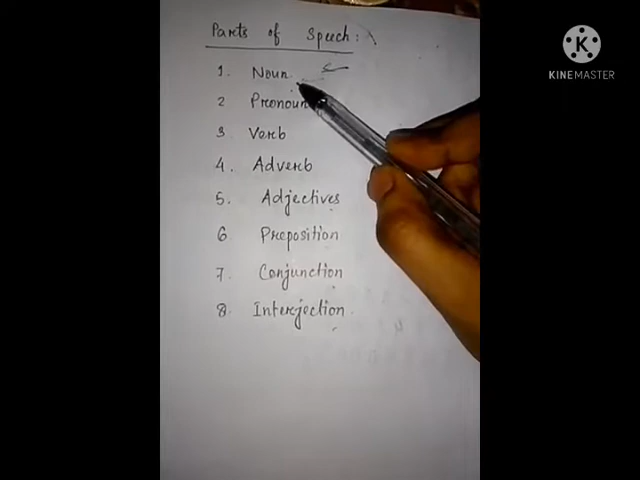 Parts of Speech:
1. Noun
2 Pronoun
3 Verb
4. Adverb
5. Adjectives
6 Preposition
7. Conjunction
8. Interjection
K
KINEMASTER